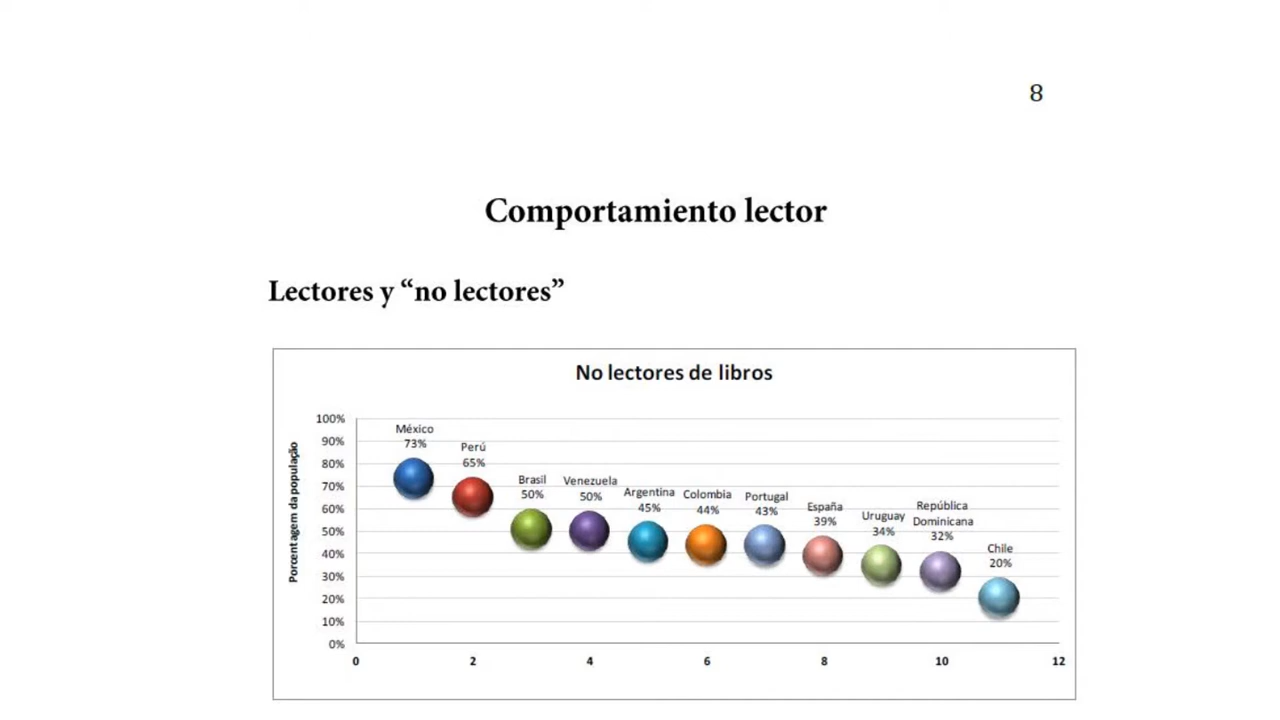 8
Comportamiento lector
Lectores y “no lectores”
No lectores de libros
Porcentagem da população
100%
90%
80%
70%
60%
50%
40%
30%
20%
10%
0%
México
73%
Perú
65%
Brasil
50%
Venezuela
50%
Argentina
45%
Colombia
44%
Portugal
43%
España
39%
Uruguay
34%
República
Dominicana
32%
Chile
20%
0 2 4 6 8 10 12